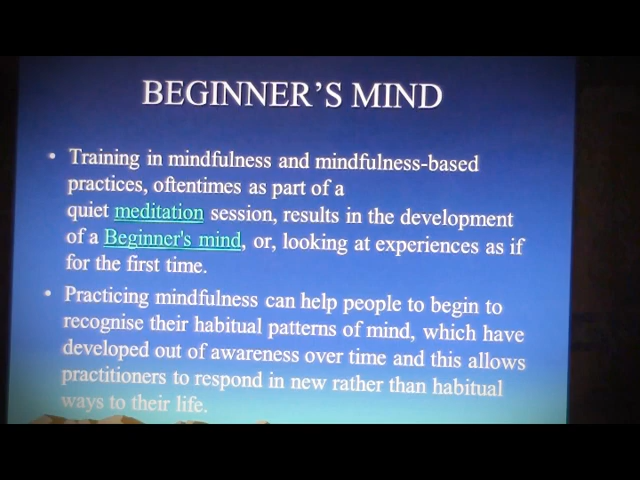 BEGINNER'S MIND
• Training in mindfulness and mindfulness-based
practices, oftentimes as part of a
quiet meditation session, results in the development
of a Beginner's mind, or, looking at experiences as if
for the first time.
• Practicing mindfulness can help people to begin to
recognise their habitual patterns of mind, which have
developed out of awareness over time and this allows
practitioners to respond in new rather than habitual
ways to their life.